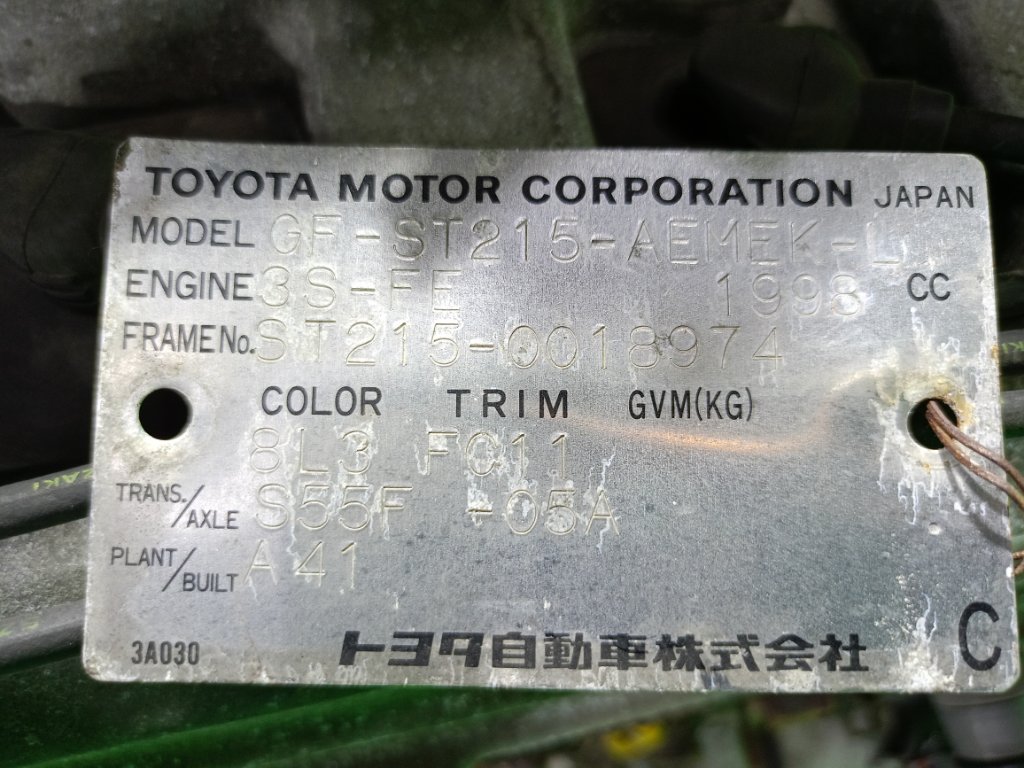 TOYOTA MOTOR CORPORATION JAPAN
MODEL GF-ST215-AEMEK-L
ENGINE 3S-FE 1998 CC
FRAME No. ST215-0018974
COLOR TRIM GVM(KG)
8L3 FC11
TRANS./AXLE S55F -05A
PLANT/BUILT A41
3A030 トヨタ自動車株式会社 C